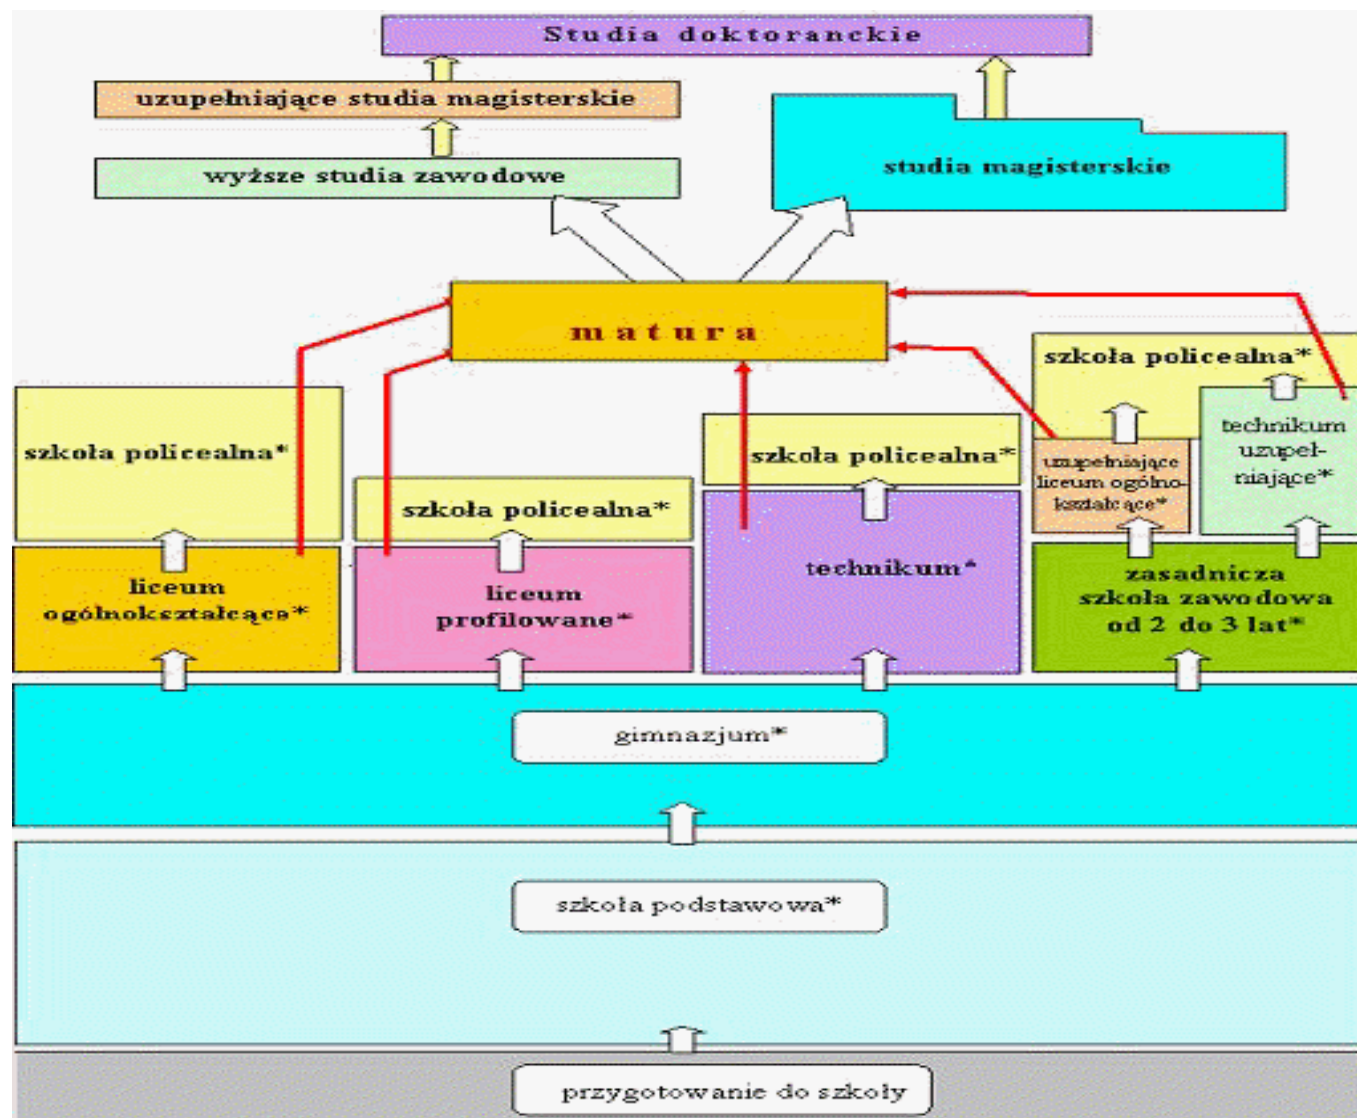 Studia doktoranckie
uzupełniające studia magisterskie
wyższe studia zawodowe
studia magisterskie
matura
szkoła policealna*
szkoła policealna*
szkoła policealna*
szkoła policealna*
technikum
uzupeł-
niające*
uzupełniające
liceum ogólno-
kształcące*
liceum
ogólnokształcące*
liceum
profilowane*
technikum*
zasadnicza
szkoła zawodowa
od 2 do 3 lat*
gimnazjum*
szkoła podstawowa*
przygotowanie do szkoły